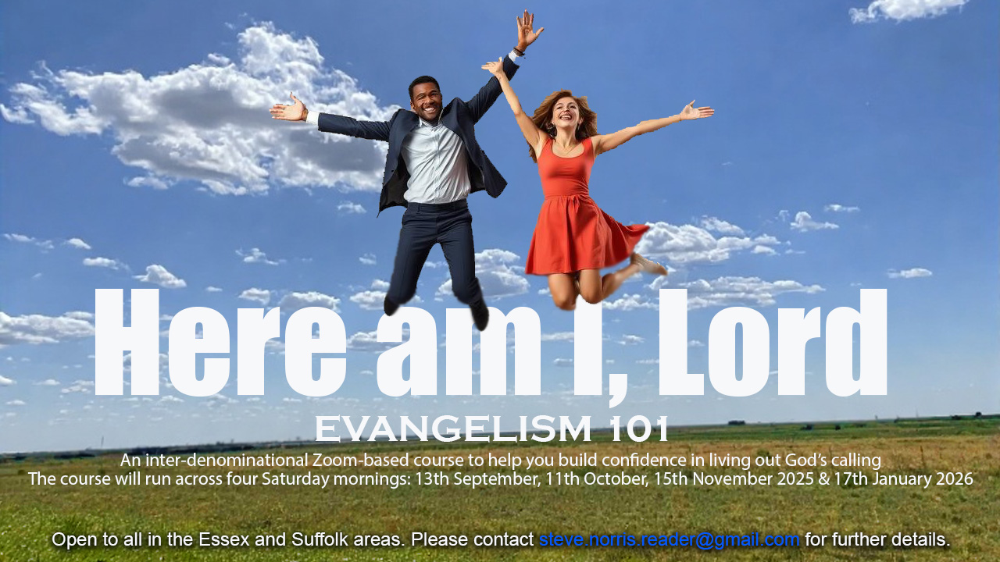 Here am I, Lord
EVANGELISM 101
An inter-denominational Zoom-based course to help you build confidence in living out God’s calling
The course will run across four Saturday mornings: 13th September, 11th October, 15th November 2025 & 17th January 2026
Open to all in the Essex and Suffolk areas. Please contact steve.norris.reader@gmail.com for further details.